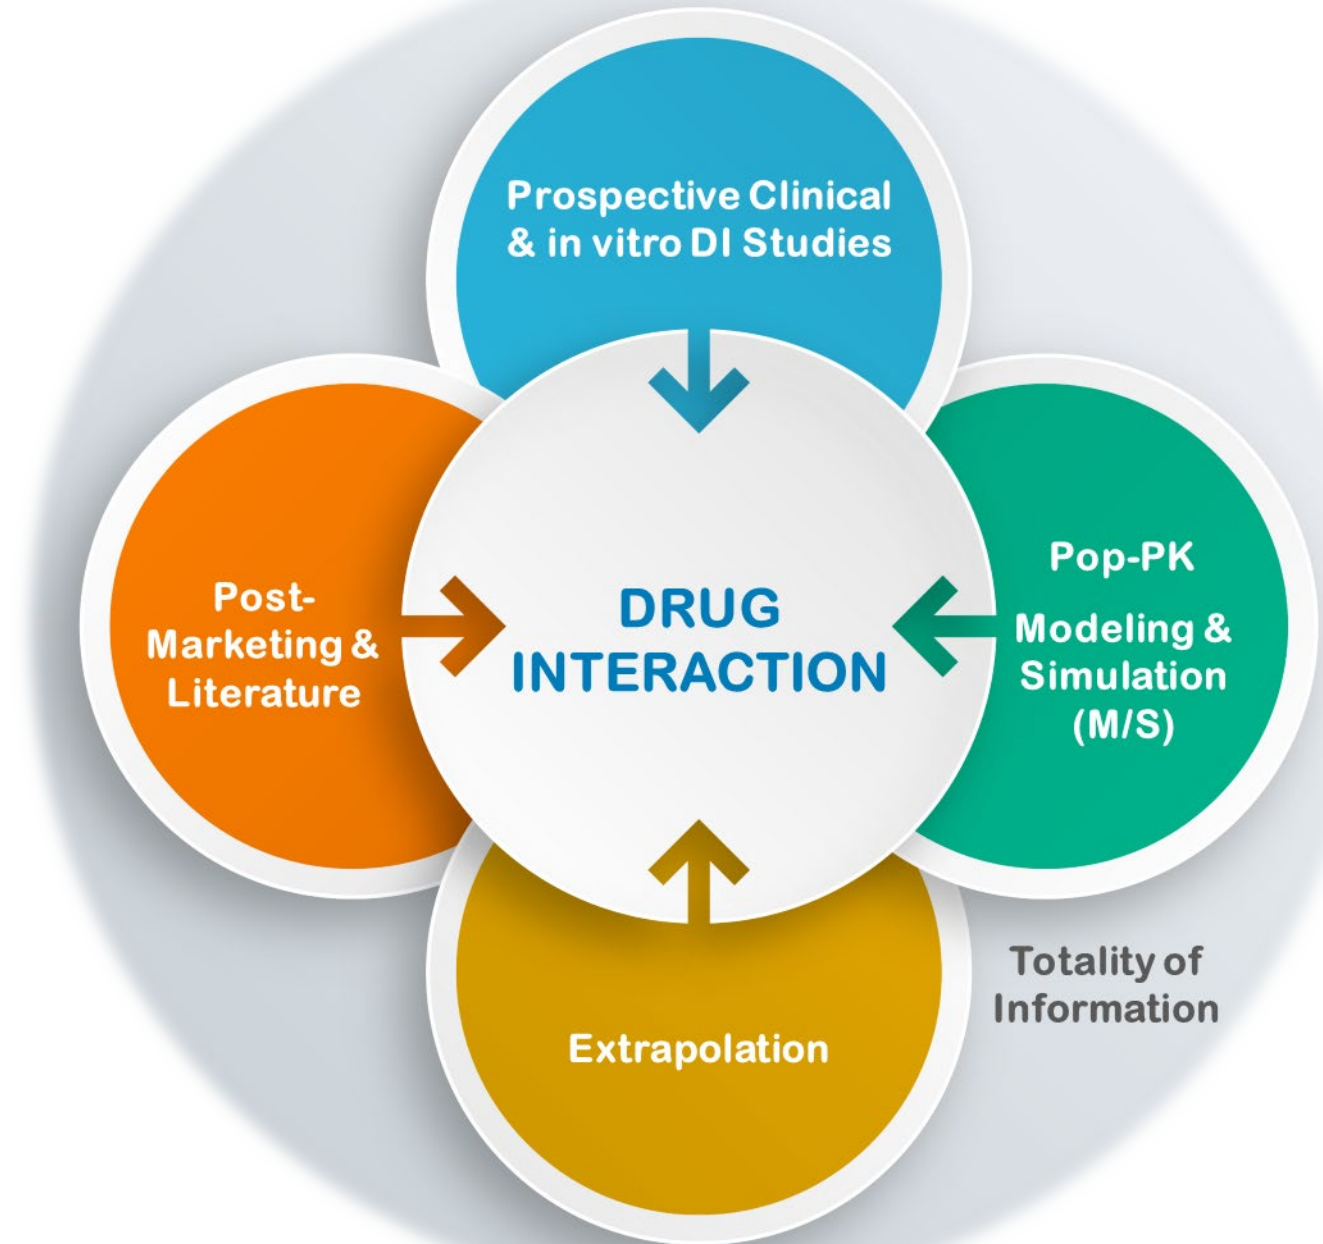 Prospective Clinical
& in vitro DI Studies
Post-
Marketing &
Literature
DRUG
INTERACTION
Pop-PK
Modeling &
Simulation
(M/S)
Extrapolation
Totality of
Information